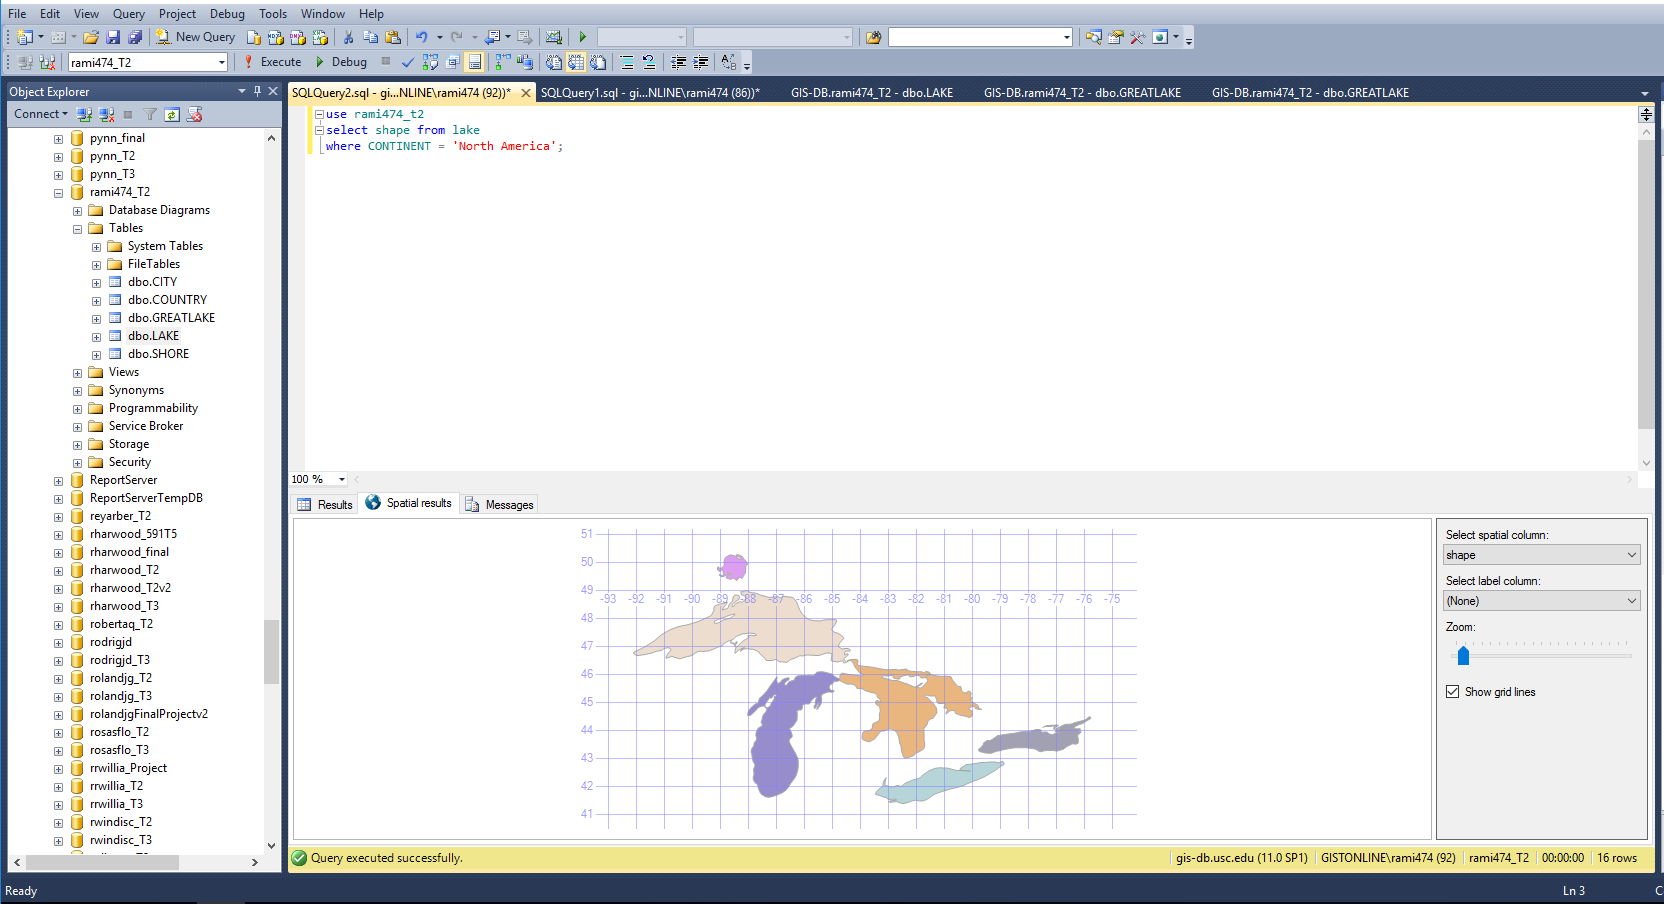 File Edit View Query Project Debug Tools Window Help
New Query
rami474_T2 Execute Debug
Object Explorer
Connect
pynn_final
pynn_T2
pynn_T3
rami474_T2
Database Diagrams
Tables
System Tables
FileTables
dbo.CITY
dbo.COUNTRY
dbo.GREATLAKE
dbo.LAKE
dbo.SHORE
Views
Synonyms
Programmability
Service Broker
Storage
Security
ReportServer
ReportServerTempDB
reyarber_T2
rharwood_591T5
rharwood_final
rharwood_T2
rharwood_T2v2
rharwood_T3
robertaq_T2
rodrigjd
rodrigjd_T3
rolandjg_T2
rolandjg_T3
rolandjgFinalProjectv2
rosasflo_T2
rosasflo_T3
rrwillia_Project
rrwillia_T2
rrwillia_T3
rwindisc_T2
rwindisc_T3
SQLQuery2.sql - gi...NLINE\rami474 (92))* SQLQuery1.sql - gi...NLINE\rami474 (86))* GIS-DB.rami474_T2 - dbo.LAKE GIS-DB.rami474_T2 - dbo.GREATLAKE GIS-DB.rami474_T2 - dbo.GREATLAKE
use rami474_t2
select shape from lake
where CONTINENT = 'North America';
100 %
Results Spatial results Messages
51
50
49
-93 -92 -91 -90 -89 -88 -87 -86 -85 -84 -83 -82 -81 -80 -79 -78 -77 -76 -75
48
47
46
45
44
43
42
41
Select spatial column:
shape
Select label column:
(None)
Zoom:
Show grid lines
Query executed successfully. gis-db.usc.edu (11.0 SP1) GISTONLINE\rami474 (92) rami474_T2 00:00:00 16 rows
Ready Ln 3